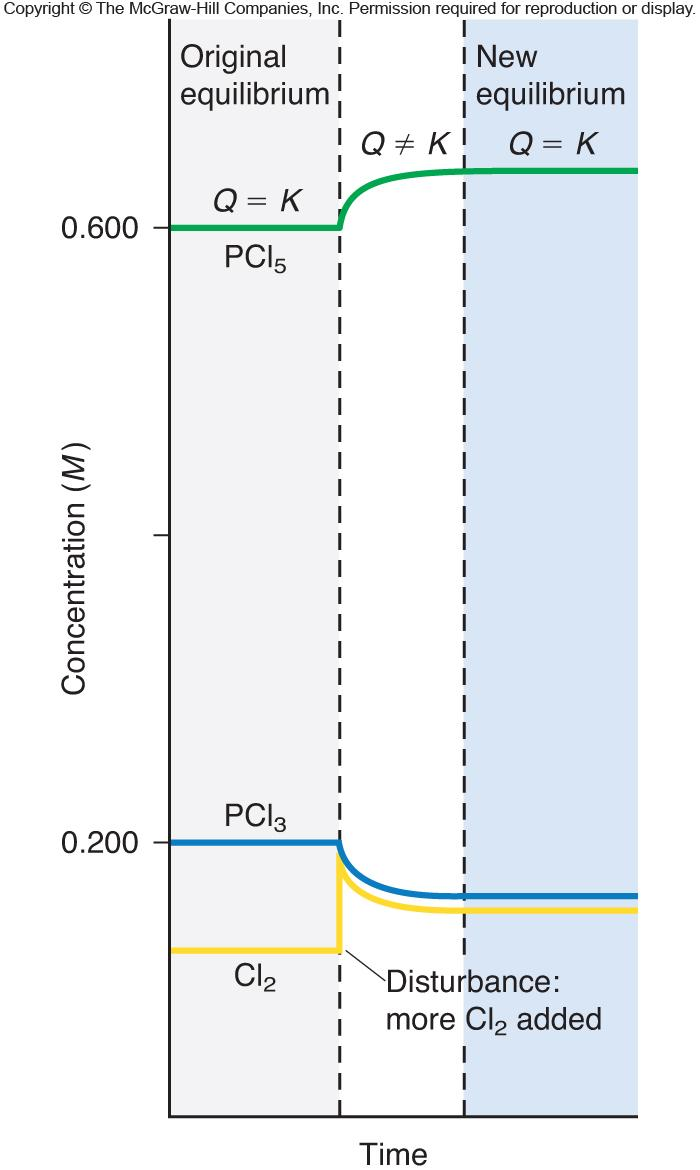 Copyright © The McGraw-Hill Companies, Inc. Permission required for reproduction or display.
Original
equilibrium
New
equilibrium
Q ≠ K
Q = K
Q = K
0.600
PCl₅
Concentration (M)
PCl₃
0.200
Cl₂
Disturbance:
more Cl₂ added
Time